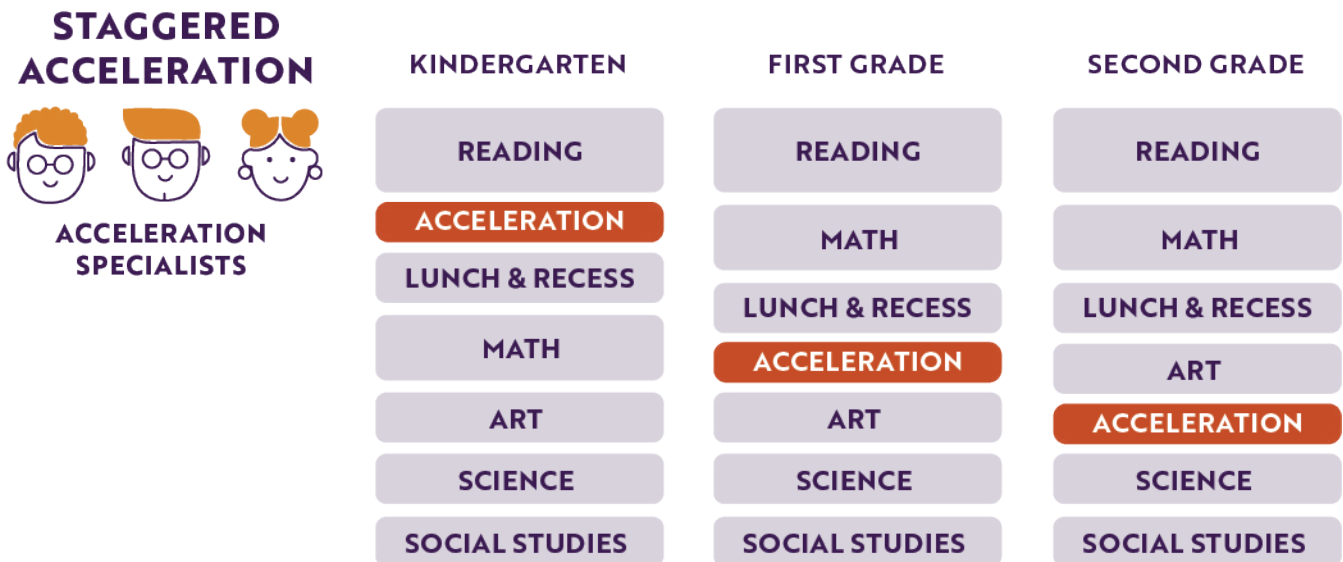 STAGGERED
ACCELERATION
ACCELERATION
SPECIALISTS
KINDERGARTEN
READING
ACCELERATION
LUNCH & RECESS
MATH
ART
SCIENCE
SOCIAL STUDIES
FIRST GRADE
READING
MATH
LUNCH & RECESS
ACCELERATION
ART
SCIENCE
SOCIAL STUDIES
SECOND GRADE
READING
MATH
LUNCH & RECESS
ART
ACCELERATION
SCIENCE
SOCIAL STUDIES